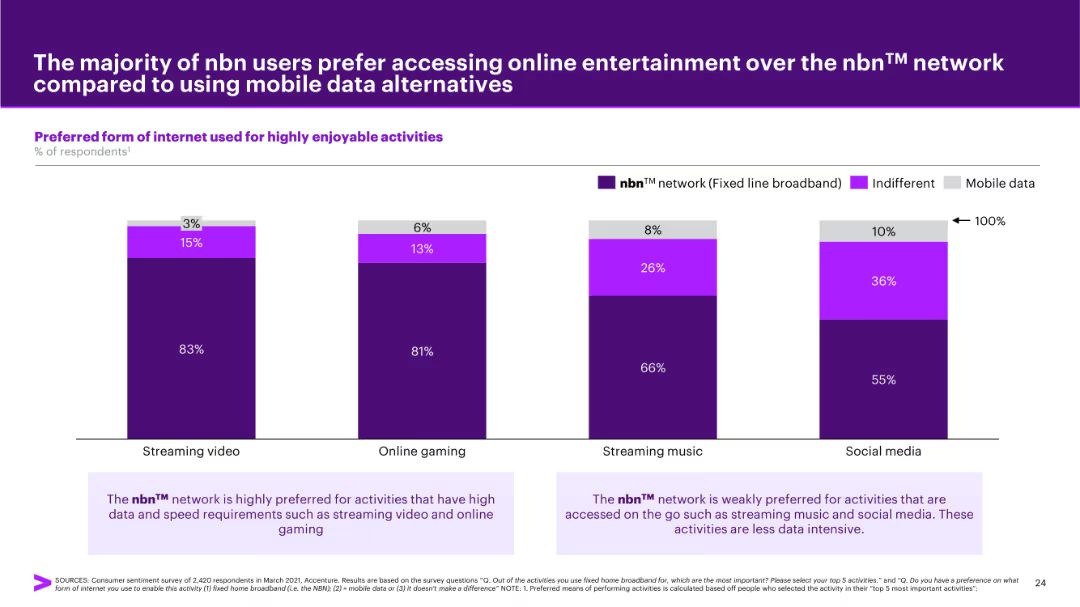 The majority of nbn users prefer accessing online entertainment over the nbn™ network
compared to using mobile data alternatives
Preferred form of internet used for highly enjoyable activities
% of respondents¹
nbn™ network (Fixed line broadband) Indifferent Mobile data
3% 6% 8% 10% 100%
15% 13% 26% 36%
83% 81% 66% 55%
Streaming video Online gaming Streaming music Social media
The nbn™ network is highly preferred for activities that have high
data and speed requirements such as streaming video and online
gaming
The nbn™ network is weakly preferred for activities that are
accessed on the go such as streaming music and social media. These
activities are less data intensive.
SOURCES: Consumer sentiment survey of 2,420 respondents in March 2021, Accenture. Results are based on the survey questions "Q. Out of the activities you use fixed home broadband for, which are the most important? Please select your top 5 activities." and "Q. Do you have a preference on what
form of internet you use to enable this activity (1) fixed home broadband (i.e. the NBN); (2) = mobile data or (3) It doesn't make a difference" NOTE: 1. Preferred means of performing activities is calculated based off people who selected the activity in their "top 5 most important activities";
24